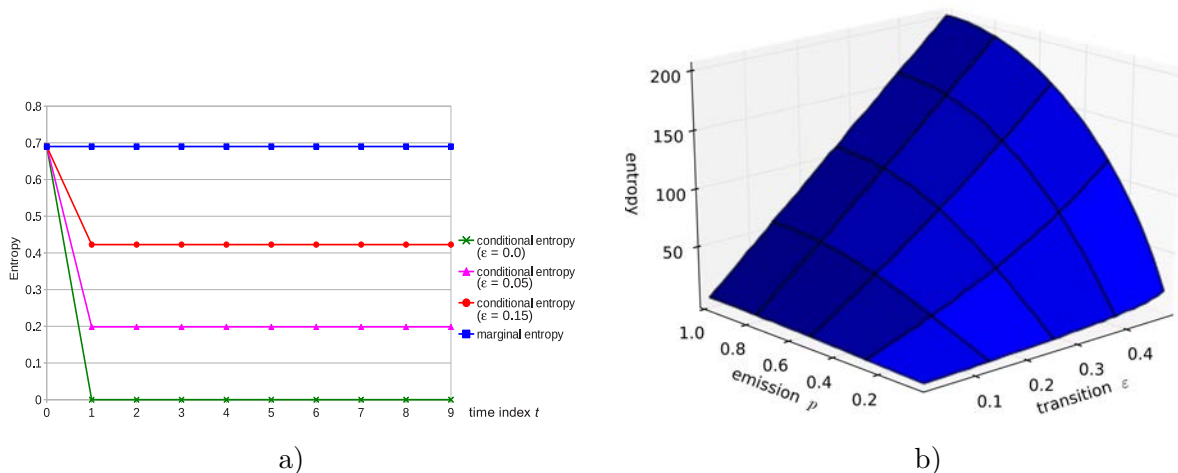 0.8
0.7
0.6
0.5
0.4
0.3
0.2
0.1
0
Entropy
0 1 2 3 4 5 6 7 8 9 time index t
conditional entropy
(ε = 0.0)
conditional entropy
(ε = 0.05)
conditional entropy
(ε = 0.15)
marginal entropy
a)
200
150
100
50
entropy
1.0 0.8 0.6 0.4 0.2
emission p
0.1 0.2 0.3 0.4
transition ε
b)